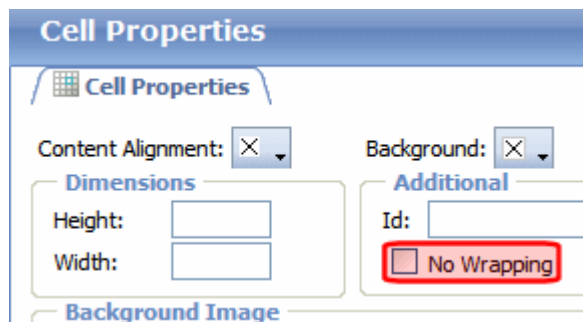 Cell Properties
Cell Properties
Content Alignment: Background:
Dimensions Additional
Height: Id:
Width: No Wrapping
Background Image